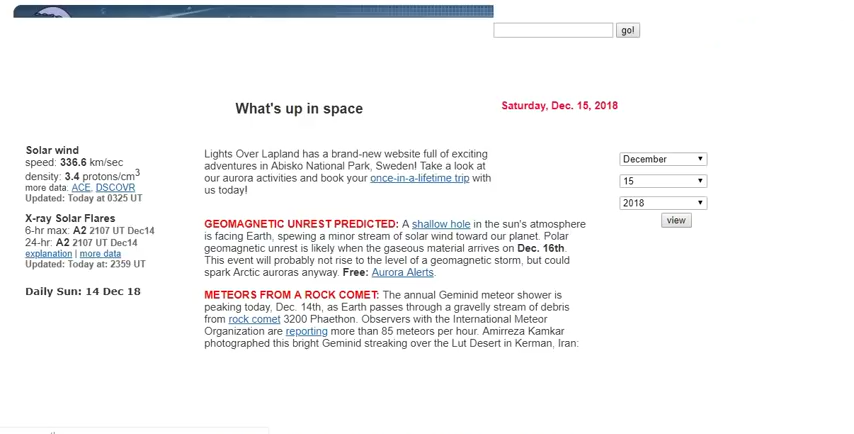 go!
What's up in space
Saturday, Dec. 15, 2018
Solar wind
speed: 336.6 km/sec
density: 3.4 protons/cm3
more data: ACE, DSCOVR
Updated: Today at 0325 UT
X-ray Solar Flares
6-hr max: A2 2107 UT Dec14
24-hr: A2 2107 UT Dec14
explanation | more data
Updated: Today at: 2359 UT
Daily Sun: 14 Dec 18
Lights Over Lapland has a brand-new website full of exciting
adventures in Abisko National Park, Sweden! Take a look at
our aurora activities and book your once-in-a-lifetime trip with
us today!
GEOMAGNETIC UNREST PREDICTED: A shallow hole in the sun's atmosphere
is facing Earth, spewing a minor stream of solar wind toward our planet. Polar
geomagnetic unrest is likely when the gaseous material arrives on Dec. 16th.
This event will probably not rise to the level of a geomagnetic storm, but could
spark Arctic auroras anyway. Free: Aurora Alerts.
METEORS FROM A ROCK COMET: The annual Geminid meteor shower is
peaking today, Dec. 14th, as Earth passes through a gravelly stream of debris
from rock comet 3200 Phaethon. Observers with the International Meteor
Organization are reporting more than 85 meteors per hour. Amirreza Kamkar
photographed this bright Geminid streaking over the Lut Desert in Kerman, Iran:
December
15
2018
view